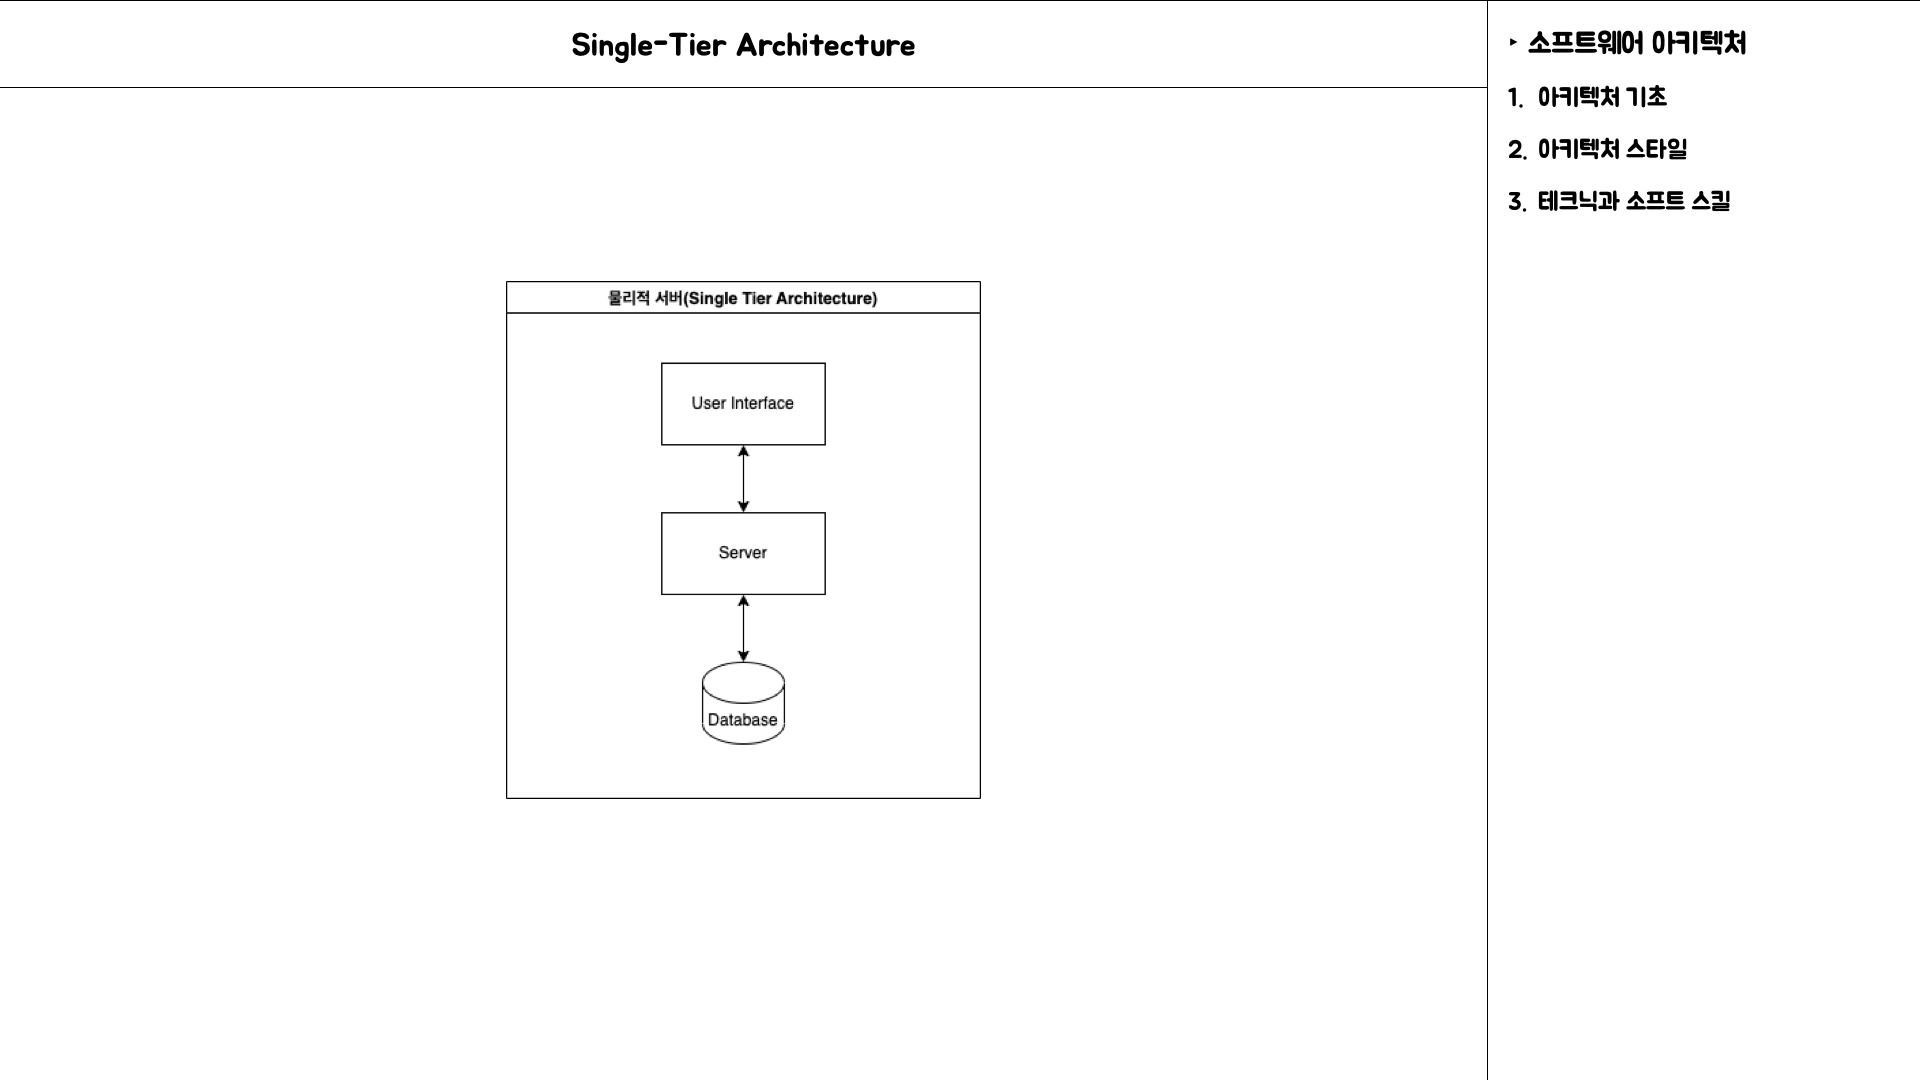 Single-Tier Architecture
물리적 서버(Single Tier Architecture)
User Interface
Server
Database
‣ 소프트웨어 아키텍처
1. 아키텍처 기초
2. 아키텍처 스타일
3. 테크닉과 소프트 스킬